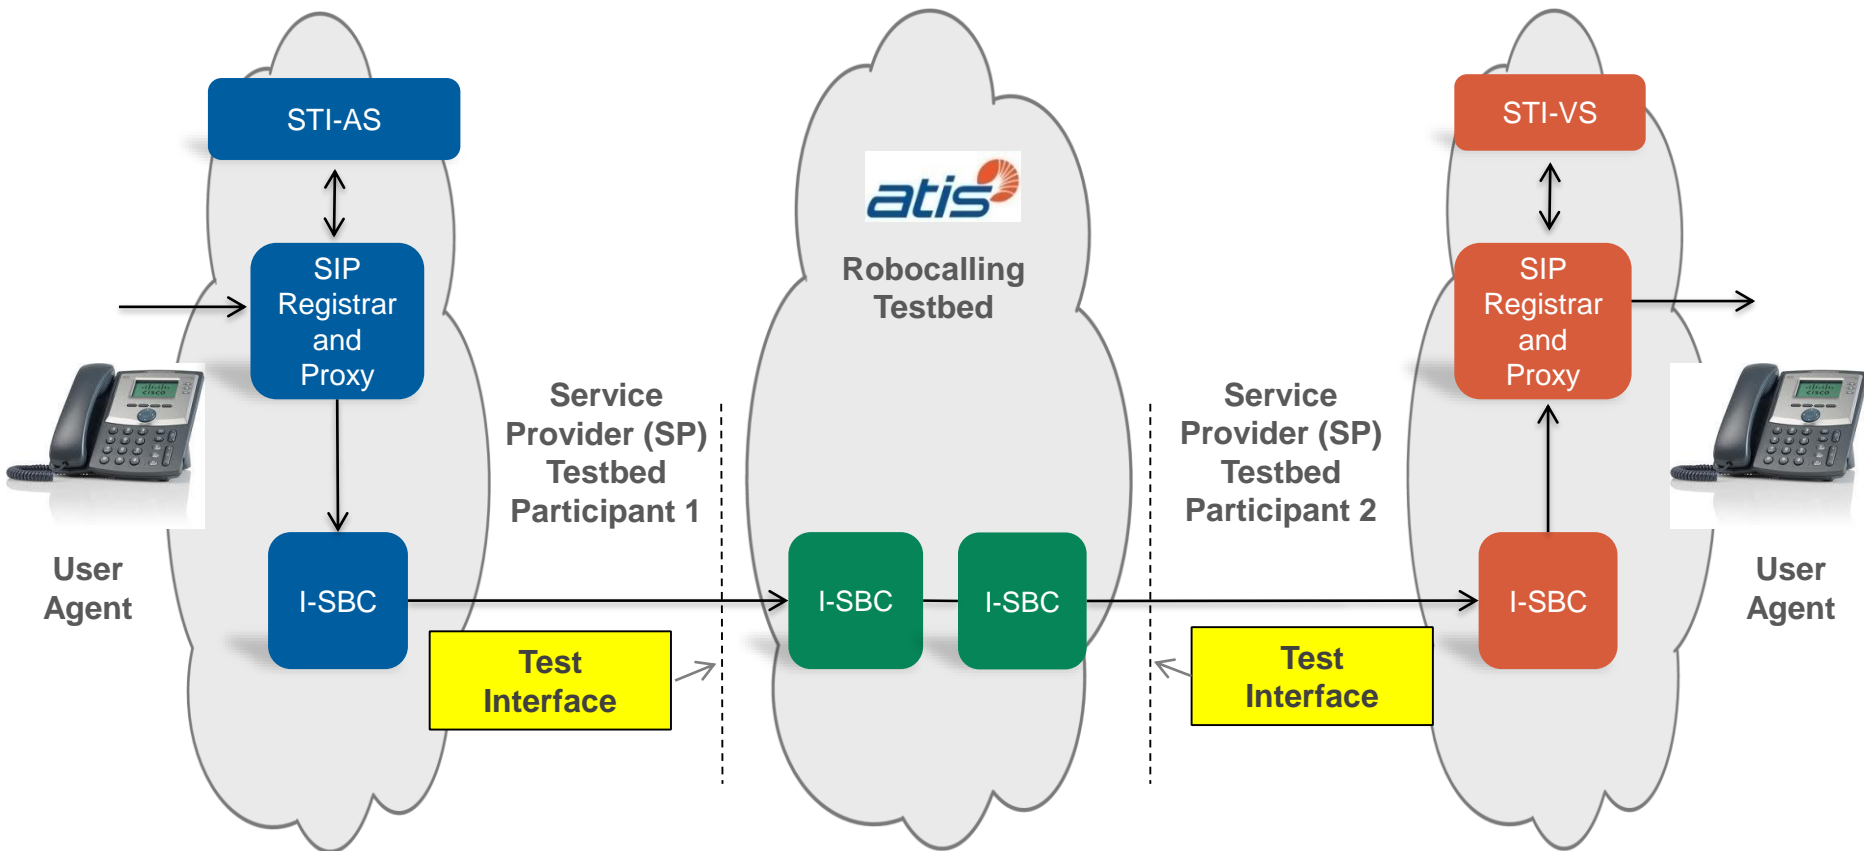 STI-AS
SIP
Registrar
and
Proxy
I-SBC
User
Agent
Service
Provider (SP)
Testbed
Participant 1
Test
Interface
atis
Robocalling
Testbed
I-SBC
I-SBC
Service
Provider (SP)
Testbed
Participant 2
Test
Interface
STI-VS
SIP
Registrar
and
Proxy
I-SBC
User
Agent
CISCO
CISCO